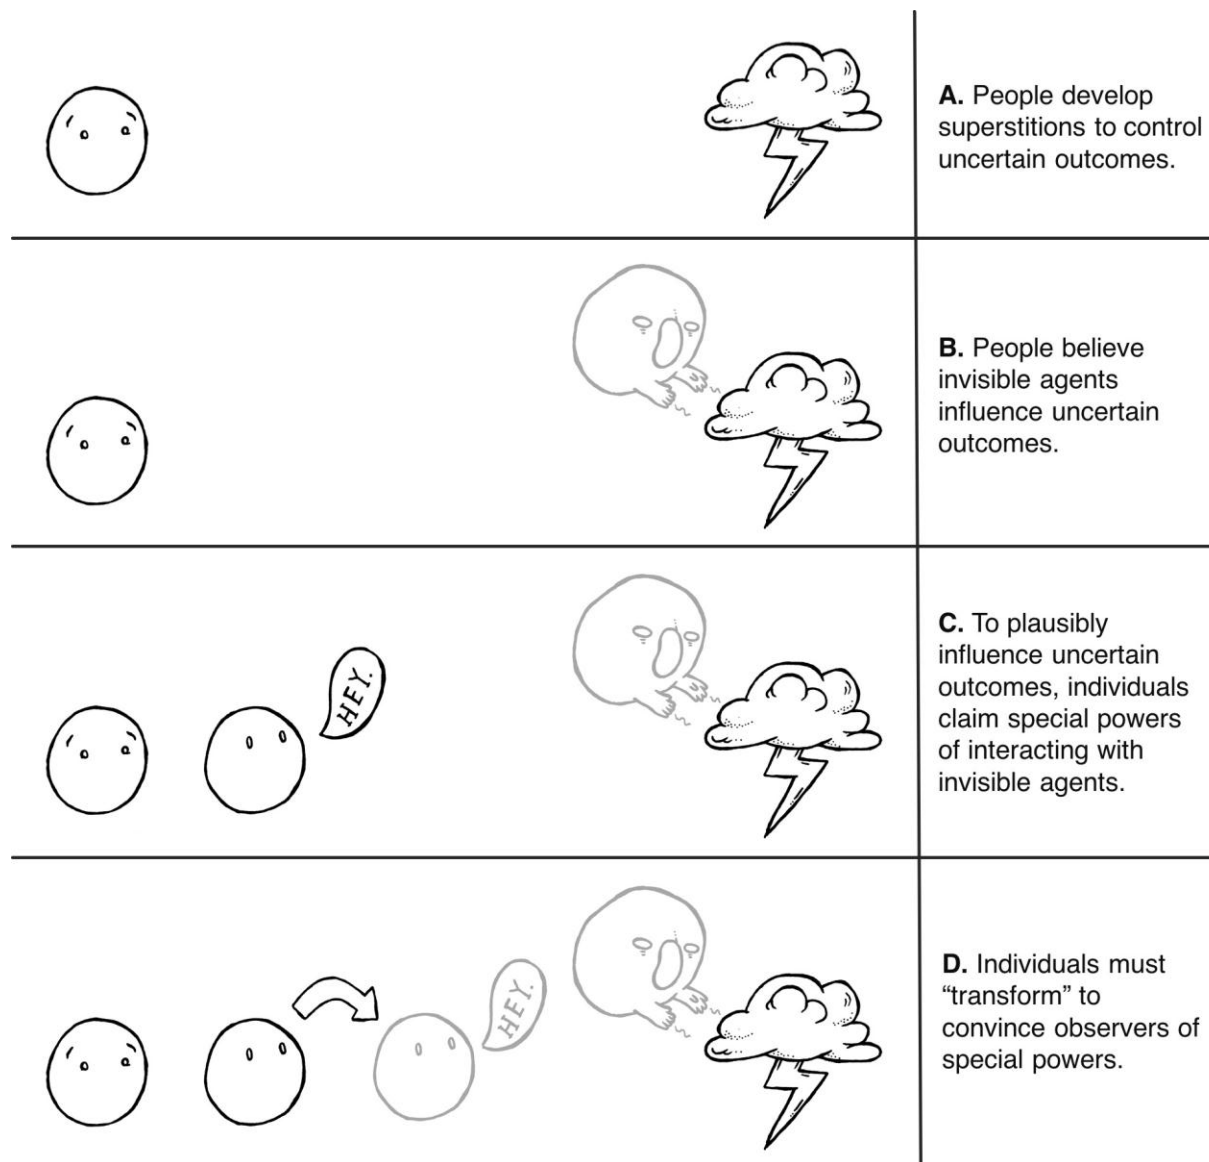 A. People develop
superstitions to control
uncertain outcomes.
B. People believe
invisible agents
influence uncertain
outcomes.
HEY.
C. To plausibly
influence uncertain
outcomes, individuals
claim special powers
of interacting with
invisible agents.
HEY.
D. Individuals must
“transform” to
convince observers of
special powers.